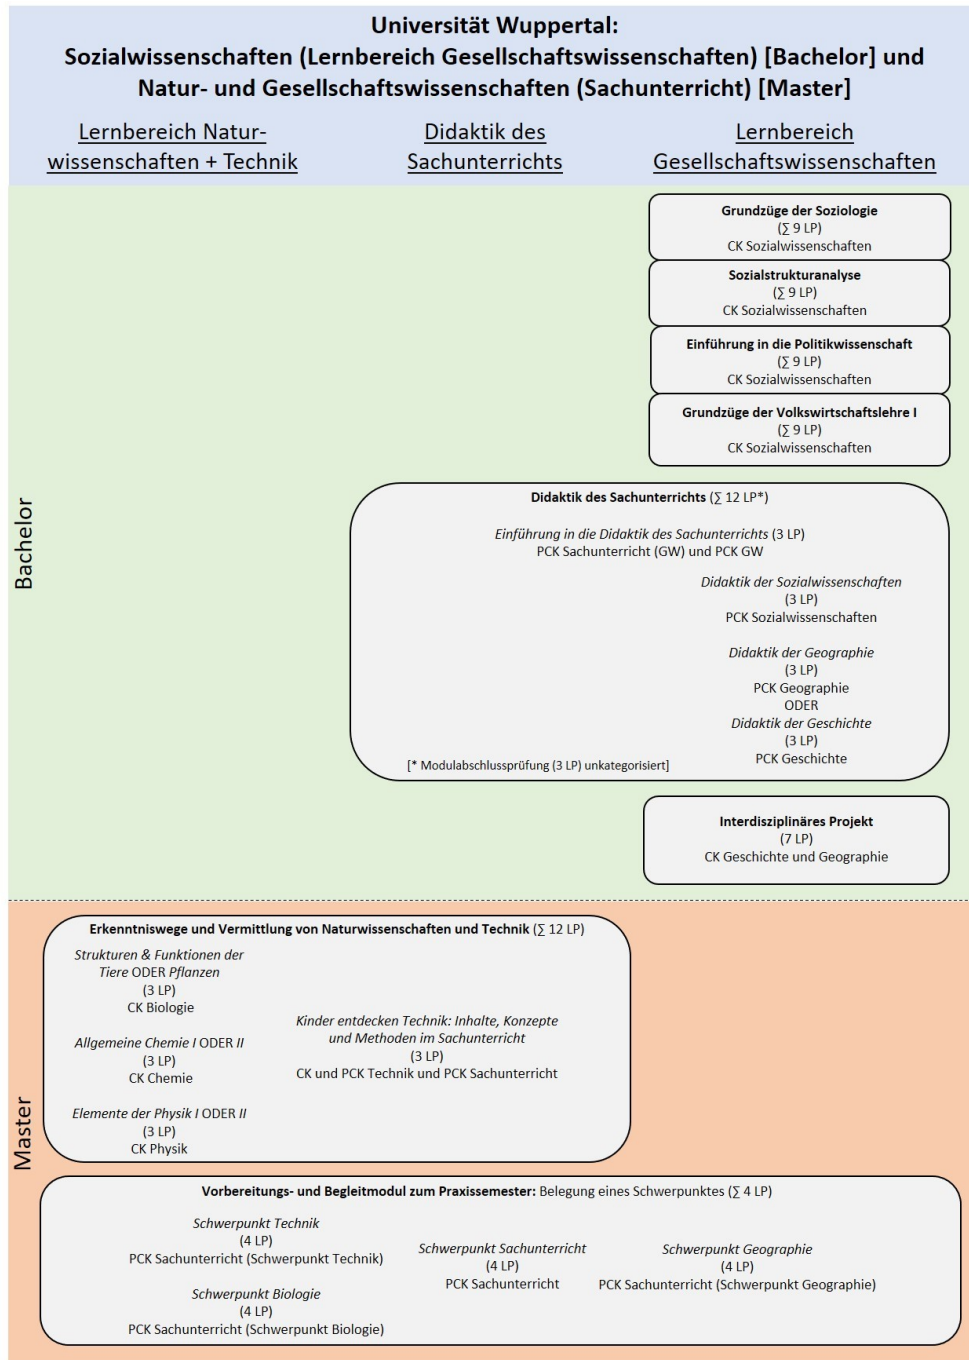 Universität Wuppertal:
Sozialwissenschaften (Lernbereich Gesellschaftswissenschaften) [Bachelor] und
Natur- und Gesellschaftswissenschaften (Sachunterricht) [Master]
Lernbereich Natur-
wissenschaften + Technik
Didaktik des
Sachunterrichts
Lernbereich
Gesellschaftswissenschaften
Bachelor
Grundzüge der Soziologie
(∑ 9 LP)
CK Sozialwissenschaften
Sozialstrukturanalyse
(∑ 9 LP)
CK Sozialwissenschaften
Einführung in die Politikwissenschaft
(∑ 9 LP)
CK Sozialwissenschaften
Grundzüge der Volkswirtschaftslehre I
(∑ 9 LP)
CK Sozialwissenschaften
Didaktik des Sachunterrichts (∑ 12 LP*)
Einführung in die Didaktik des Sachunterrichts (3 LP)
PCK Sachunterricht (GW) und PCK GW
Didaktik der Sozialwissenschaften
(3 LP)
PCK Sozialwissenschaften
Didaktik der Geographie
(3 LP)
PCK Geographie
ODER
Didaktik der Geschichte
(3 LP)
PCK Geschichte
[* Modulabschlussprüfung (3 LP) unkategorisiert]
Interdisziplinäres Projekt
(7 LP)
CK Geschichte und Geographie
Master
Erkenntniswege und Vermittlung von Naturwissenschaften und Technik (∑ 12 LP)
Strukturen & Funktionen der
Tiere ODER Pflanzen
(3 LP)
CK Biologie
Allgemeine Chemie I ODER II
(3 LP)
CK Chemie
Elemente der Physik I ODER II
(3 LP)
CK Physik
Kinder entdecken Technik: Inhalte, Konzepte
und Methoden im Sachunterricht
(3 LP)
CK und PCK Technik und PCK Sachunterricht
Vorbereitungs- und Begleitmodul zum Praxissemester: Belegung eines Schwerpunktes (∑ 4 LP)
Schwerpunkt Technik
(4 LP)
PCK Sachunterricht (Schwerpunkt Technik)
Schwerpunkt Biologie
(4 LP)
PCK Sachunterricht (Schwerpunkt Biologie)
Schwerpunkt Sachunterricht
(4 LP)
PCK Sachunterricht
Schwerpunkt Geographie
(4 LP)
PCK Sachunterricht (Schwerpunkt Geographie)